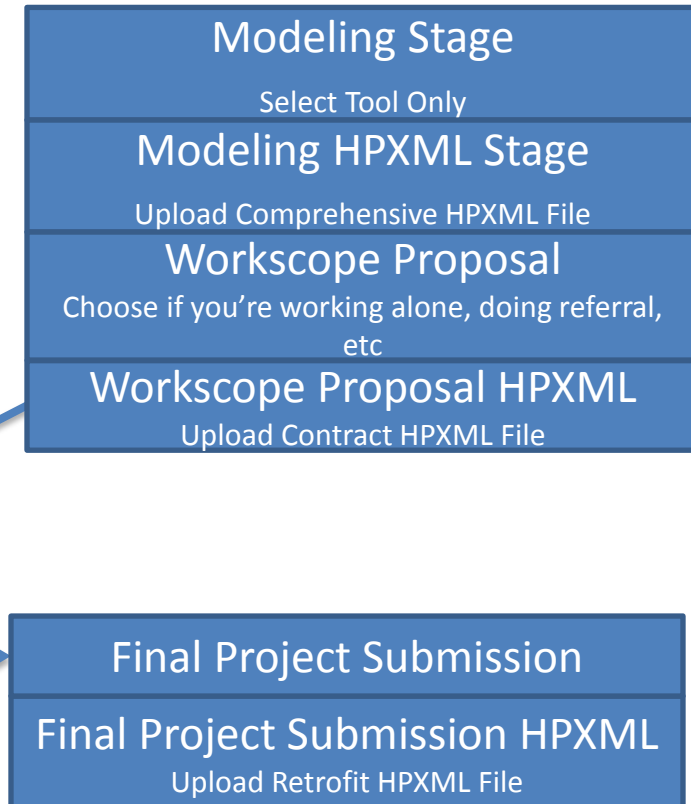 Modeling Stage
Select Tool Only
Modeling HPXML Stage
Upload Comprehensive HPXML File
Workscope Proposal
Choose if you’re working alone, doing referral,
etc
Workscope Proposal HPXML
Upload Contract HPXML File
Final Project Submission
Final Project Submission HPXML
Upload Retrofit HPXML File